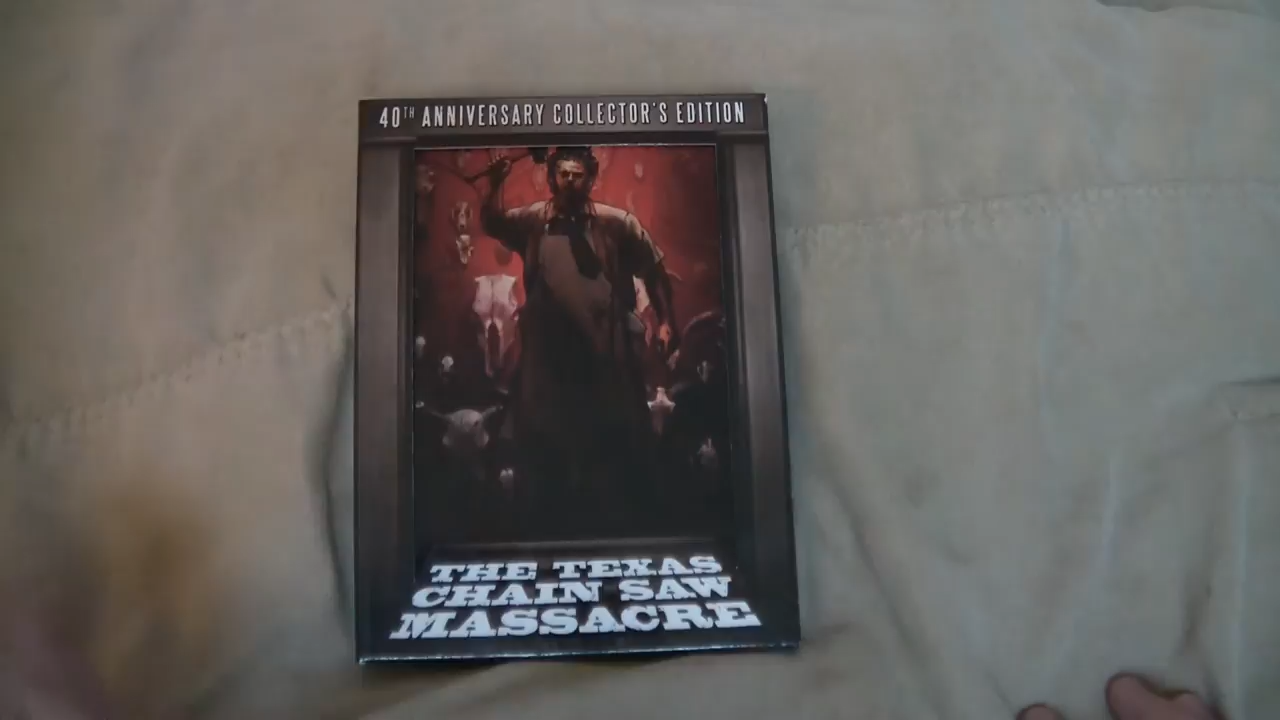 40TH ANNIVERSARY COLLECTOR'S EDITION
THE TEXAS
CHAIN SAW
MASSACRE